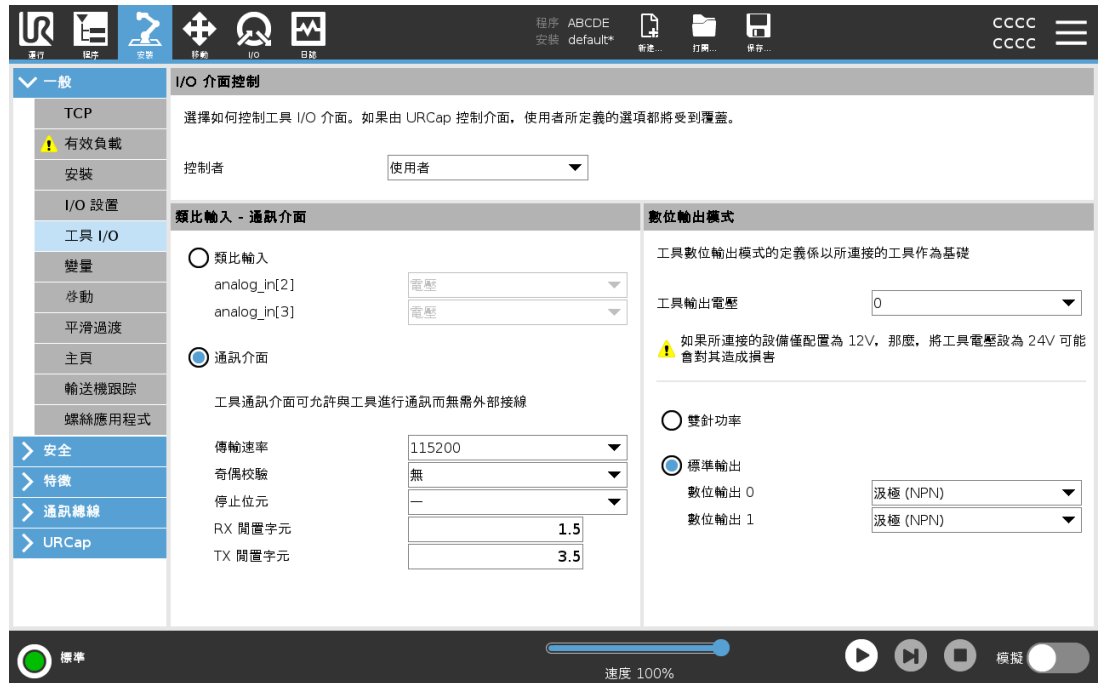 程序 ABCDE
安裝 default*
CCCC
CCCC
運行
程序
安裝
移動
I/O
日誌
新建...
打開...
保存...
一般
TCP
有效負載
安裝
I/O 設置
工具 I/O
變量
啓動
平滑過渡
主頁
輸送機跟踪
螺絲應用程式
安全
特徵
通訊總線
URCap
I/O 介面控制
選擇如何控制工具 I/O 介面。如果由 URCap 控制介面，使用者所定義的選項都將受到覆蓋。
控制者 使用者
類比輸入 - 通訊介面
類比輸入
analog_in[2] 電壓
analog_in[3] 電壓
通訊介面
工具通訊介面可允許與工具進行通訊而無需外部接線
傳輸速率 115200
奇偶校驗 無
停止位元 一
RX 閒置字元 1.5
TX 閒置字元 3.5
數位輸出模式
工具數位輸出模式的定義係以所連接的工具作為基礎
工具輸出電壓 0
如果所連接的設備僅配置為 12V，那麼，將工具電壓設為 24V 可能
會對其造成損害
雙針功率
標準輸出
數位輸出 0 汲極 (NPN)
數位輸出 1 汲極 (NPN)
標準
速度 100%
模擬